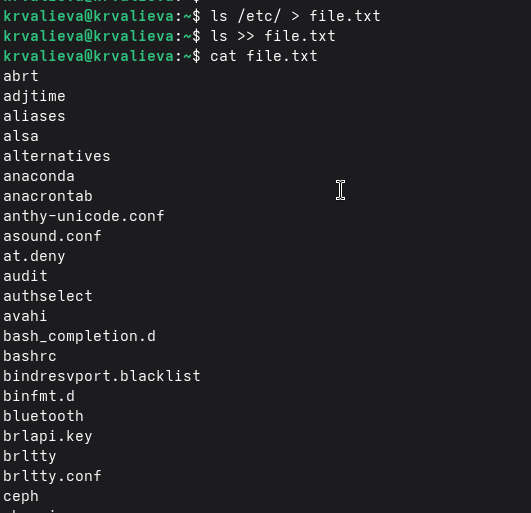 krvalieva@krvalieva:~$ ls /etc/ > file.txt
krvalieva@krvalieva:~$ ls >> file.txt
krvalieva@krvalieva:~$ cat file.txt
abrt
adjtime
aliases
alsa
alternatives
anaconda
anacrontab
anthy-unicode.conf
asound.conf
at.deny
audit
authselect
avahi
bash_completion.d
bashrc
bindresvport.blacklist
binfmt.d
bluetooth
brlapi.key
brltty
brltty.conf
ceph